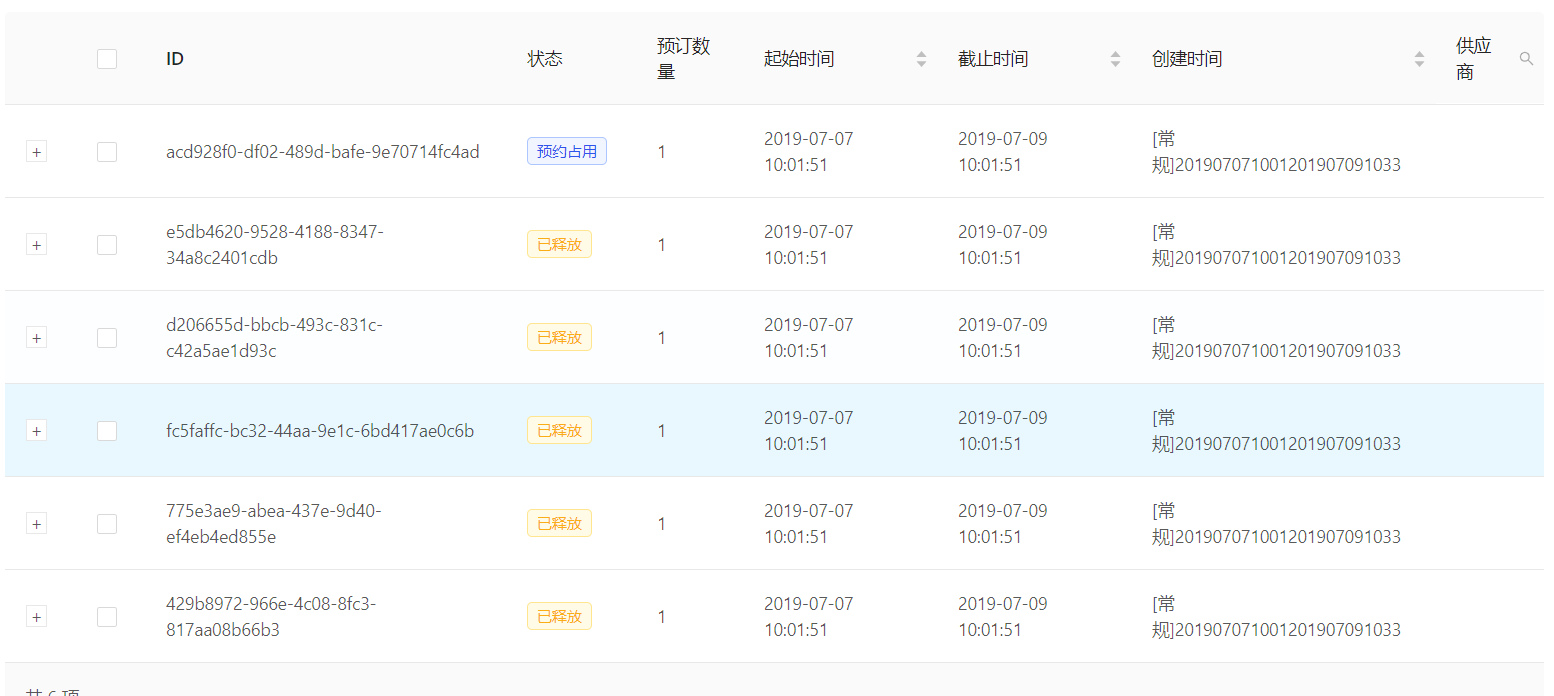 ID 状态 预订数量 起始时间 截止时间 创建时间 供应商
acd928f0-df02-489d-bafe-9e70714fc4ad 预约占用 1 2019-07-07 10:01:51 2019-07-09 10:01:51 [常规]201907071001201907091033
e5db4620-9528-4188-8347-34a8c2401cdb 已释放 1 2019-07-07 10:01:51 2019-07-09 10:01:51 [常规]201907071001201907091033
d206655d-bbcb-493c-831c-c42a5ae1d93c 已释放 1 2019-07-07 10:01:51 2019-07-09 10:01:51 [常规]201907071001201907091033
fc5faffc-bc32-44aa-9e1c-6bd417ae0c6b 已释放 1 2019-07-07 10:01:51 2019-07-09 10:01:51 [常规]201907071001201907091033
775e3ae9-abea-437e-9d40-ef4eb4ed855e 已释放 1 2019-07-07 10:01:51 2019-07-09 10:01:51 [常规]201907071001201907091033
429b8972-966e-4c08-8fc3-817aa08b66b3 已释放 1 2019-07-07 10:01:51 2019-07-09 10:01:51 [常规]201907071001201907091033
共 6 项